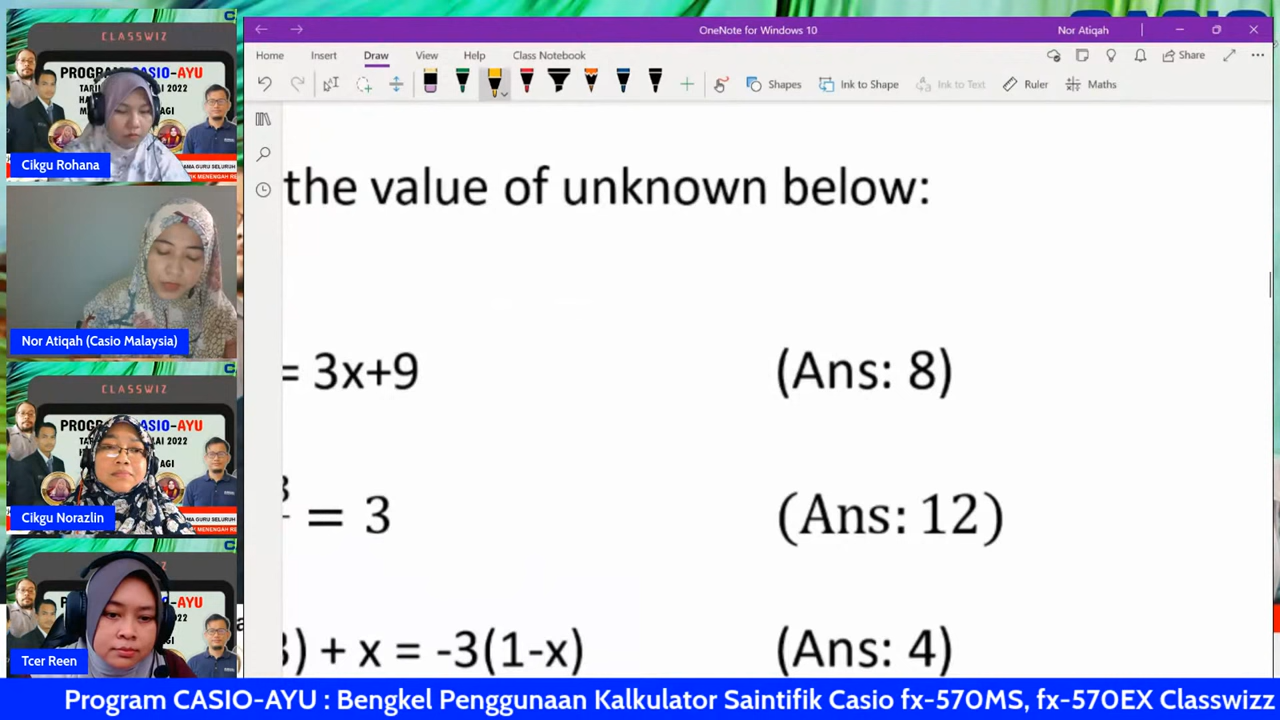 CLASSWIZ
PROGRAM CASIO-AYU
Cikgu Rohana
Nor Atiqah (Casio Malaysia)
CLASSWIZ
2022
Cikgu Norazlin
Tcer Reen
OneNote for Windows 10
Nor Atiqah
Home Insert Draw View Help Class Notebook
Share
Shapes Ink to Shape Ink to Text Ruler Maths
the value of unknown below:
= 3x+9 (Ans: 8)
= 3 (Ans: 12)
) + x = -3(1-x) (Ans: 4)
Program CASIO-AYU : Bengkel Penggunaan Kalkulator Saintifik Casio fx-570MS, fx-570EX Classwizz